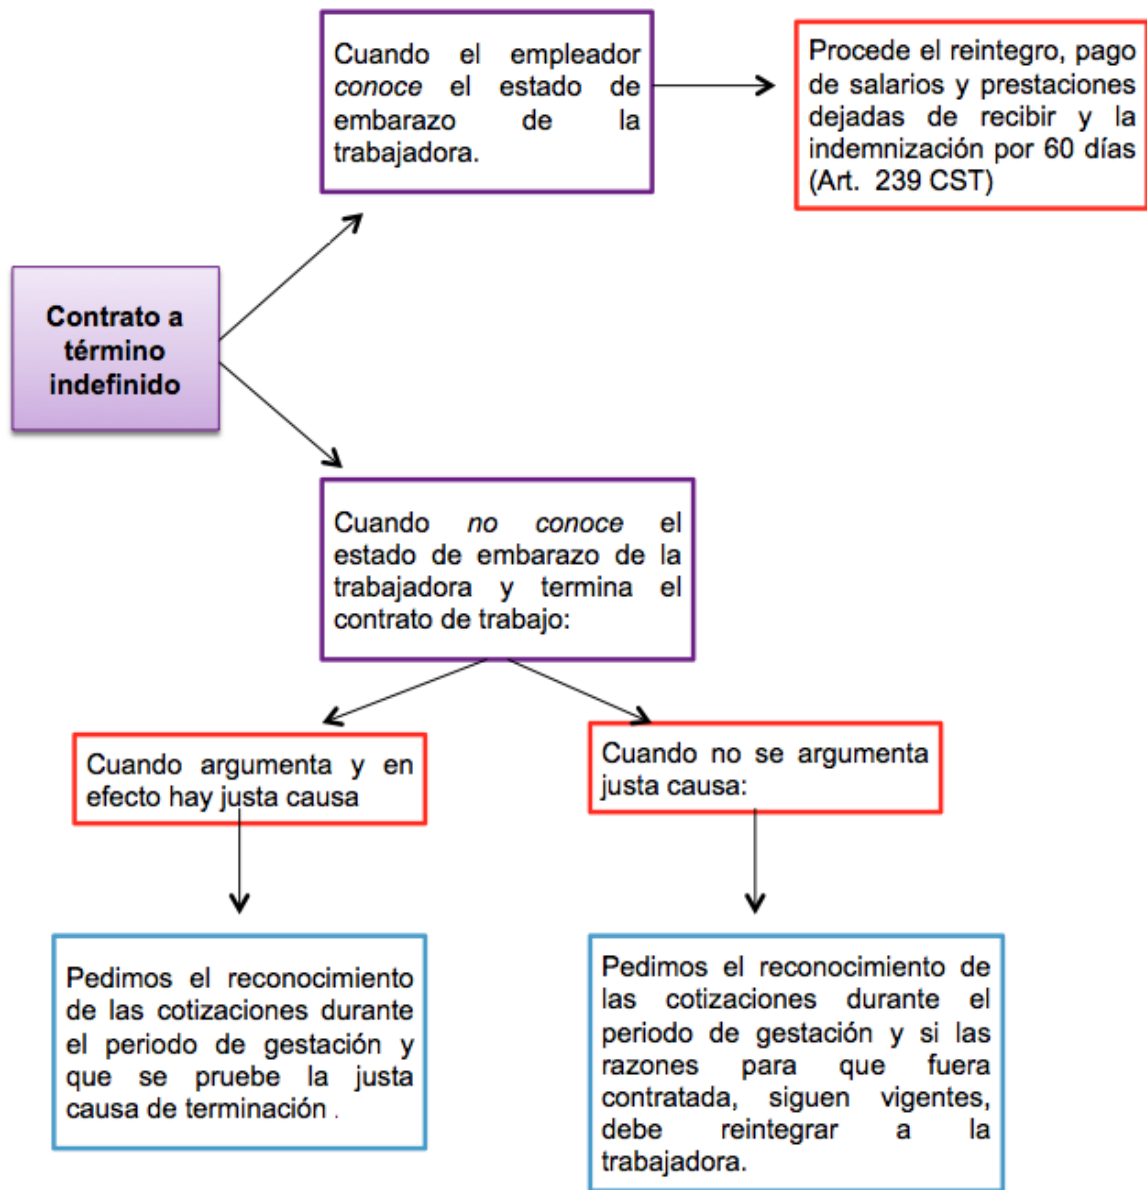 Cuando el empleador
conoce el estado de
embarazo de la
trabajadora.
Procede el reintegro, pago
de salarios y prestaciones
dejadas de recibir y la
indemnización por 60 días
(Art. 239 CST)
Contrato a
término
indefinido
Cuando no conoce el
estado de embarazo de la
trabajadora y termina el
contrato de trabajo:
Cuando argumenta y en
efecto hay justa causa
Cuando no se argumenta
justa causa:
Pedimos el reconocimiento
de las cotizaciones durante
el periodo de gestación y
que se pruebe la justa
causa de terminación .
Pedimos el reconocimiento de
las cotizaciones durante el
periodo de gestación y si las
razones para que fuera
contratada, siguen vigentes,
debe reintegrar a la
trabajadora.